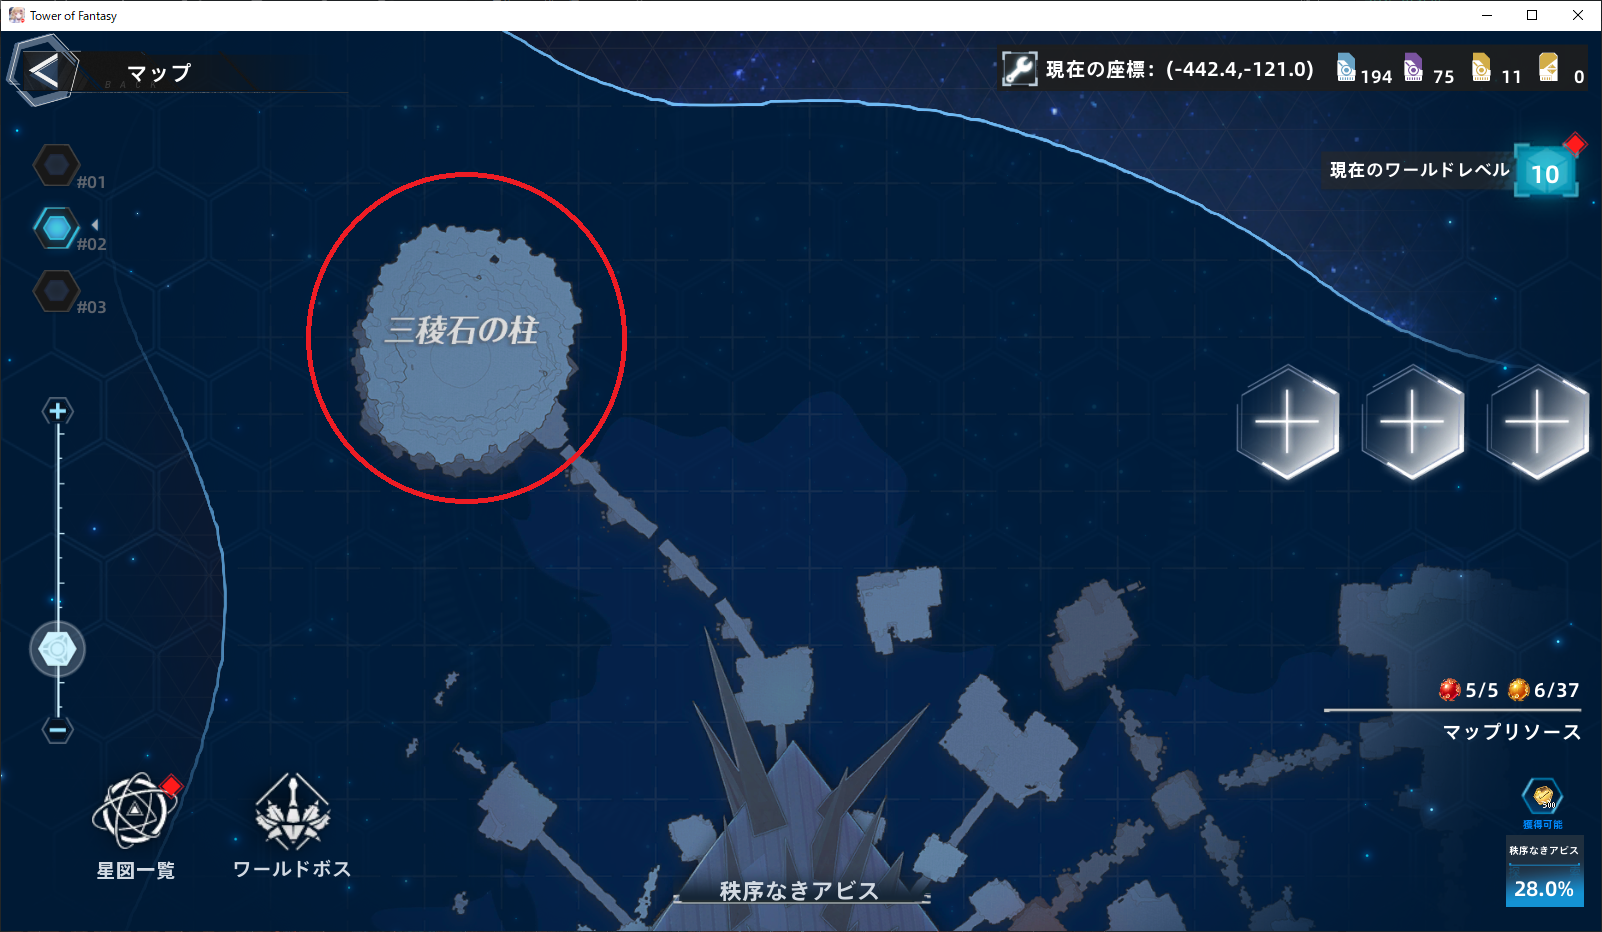 Tower of Fantasy
マップ
BACK
現在の座標：(-442.4,-121.0)
194
75
11
0
現在のワールドレベル
10
#01
#02
#03
三稜石の柱
5/5
6/37
マップリソース
500
獲得可能
秩序なきアビス
28.0%
星図一覧
ワールドボス
秩序なきアビス